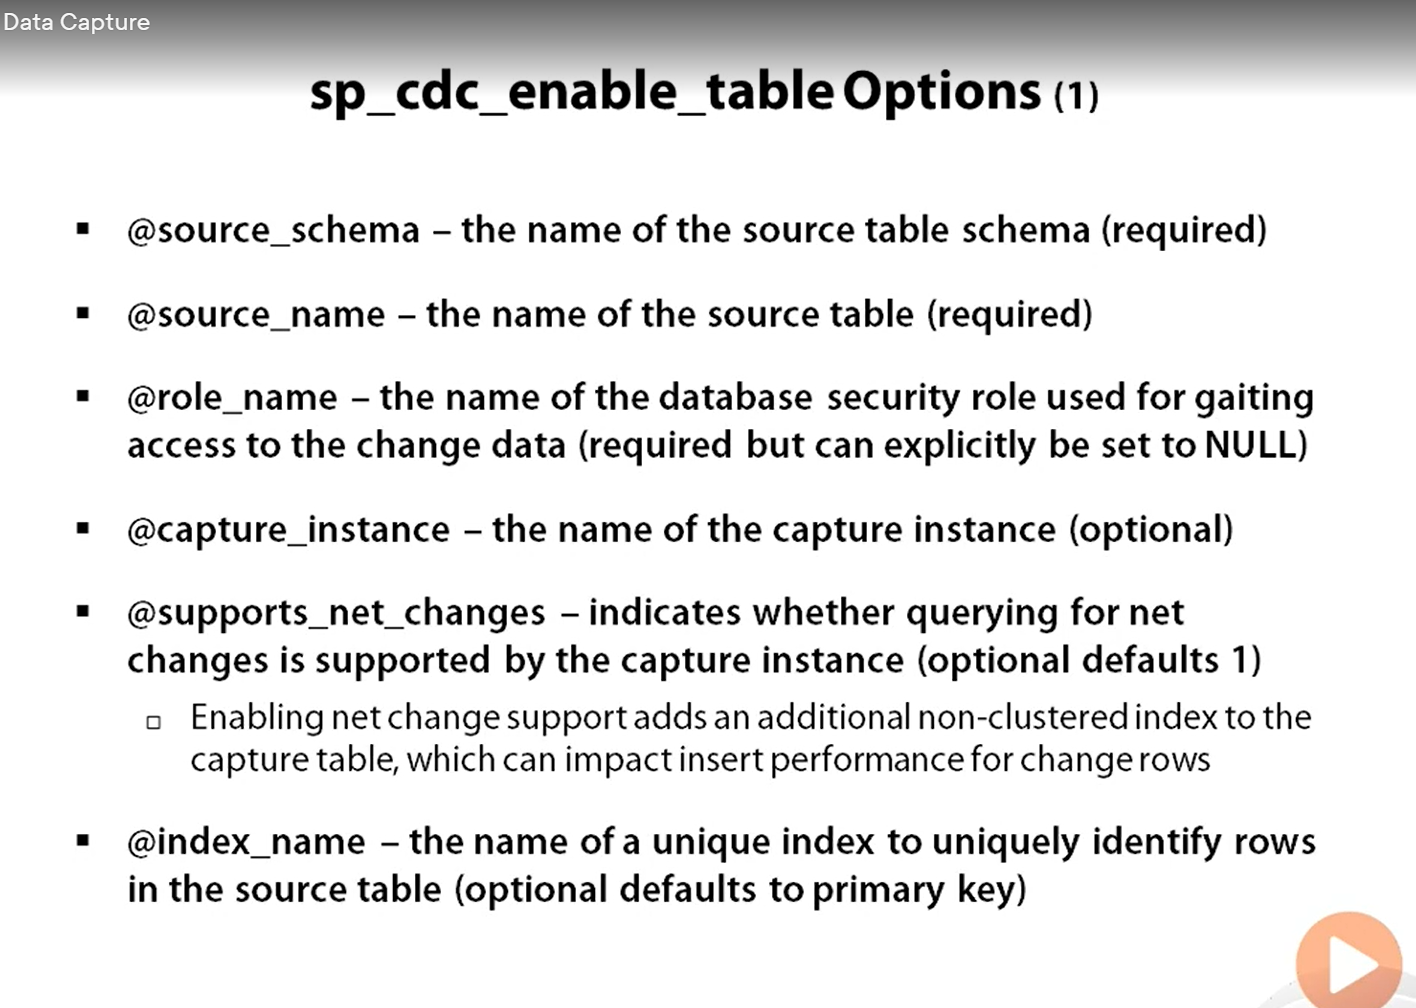 Data Capture
sp_cdc_enable_table Options (1)
▪ @source_schema – the name of the source table schema (required)
▪ @source_name – the name of the source table (required)
▪ @role_name – the name of the database security role used for gaiting
access to the change data (required but can explicitly be set to NULL)
▪ @capture_instance – the name of the capture instance (optional)
▪ @supports_net_changes – indicates whether querying for net
changes is supported by the capture instance (optional defaults 1)
▫ Enabling net change support adds an additional non-clustered index to the
capture table, which can impact insert performance for change rows
▪ @index_name – the name of a unique index to uniquely identify rows
in the source table (optional defaults to primary key)